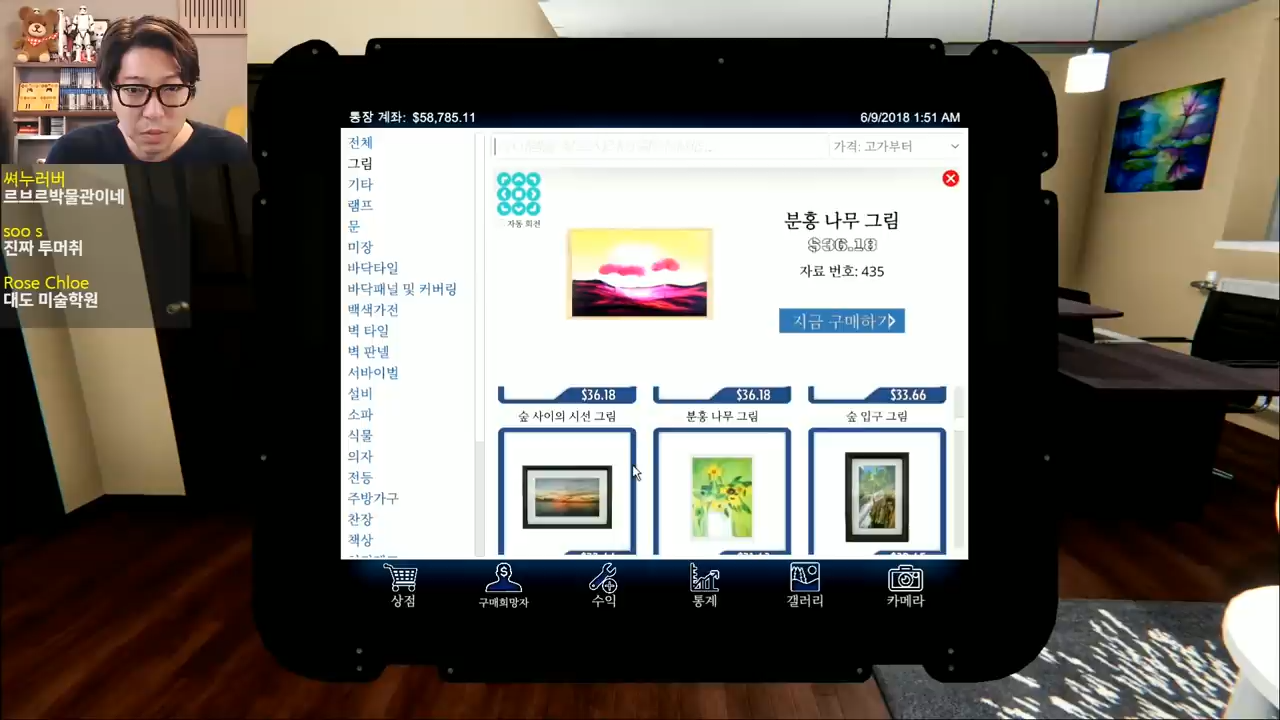 써누러버
르브르박물관이네
soo s
진짜 투머취
Rose Chloe
대도 미술학원
통장 계좌: $58,785.11
6/9/2018 1:51 AM
전체
그림
기타
램프
문
미장
바닥타일
바닥패널 및 커버링
백색가전
벽 타일
벽 판넬
서바이벌
설비
소파
식물
의자
전등
주방가구
찬장
책상
가격: 고가부터
자동 회전
분홍 나무 그림
$36.18
자료 번호: 435
지금 구매하기
$36.18
$36.18
$33.66
숲 사이의 시선 그림
분홍 나무 그림
숲 입구 그림
상점
구매희망자
수익
통계
갤러리
카메라